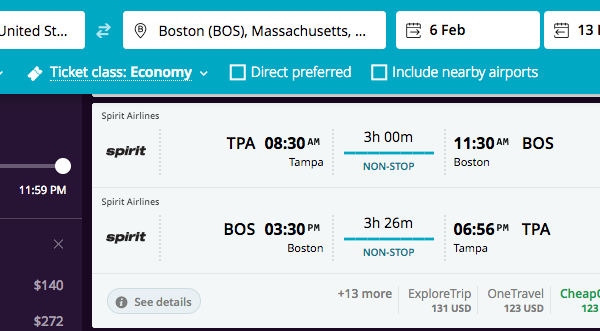 United St...
Boston (BOS), Massachusetts, ...
6 Feb
13
Ticket class: Economy
Direct preferred
Include nearby airports
Spirit Airlines
spirit
TPA 08:30 AM
Tampa
3h 00m
NON-STOP
11:30 AM BOS
Boston
11:59 PM
Spirit Airlines
spirit
BOS 03:30 PM
Boston
3h 26m
NON-STOP
06:56 PM TPA
Tampa
$140
$272
See details
+13 more
ExploreTrip
131 USD
OneTravel
123 USD
123